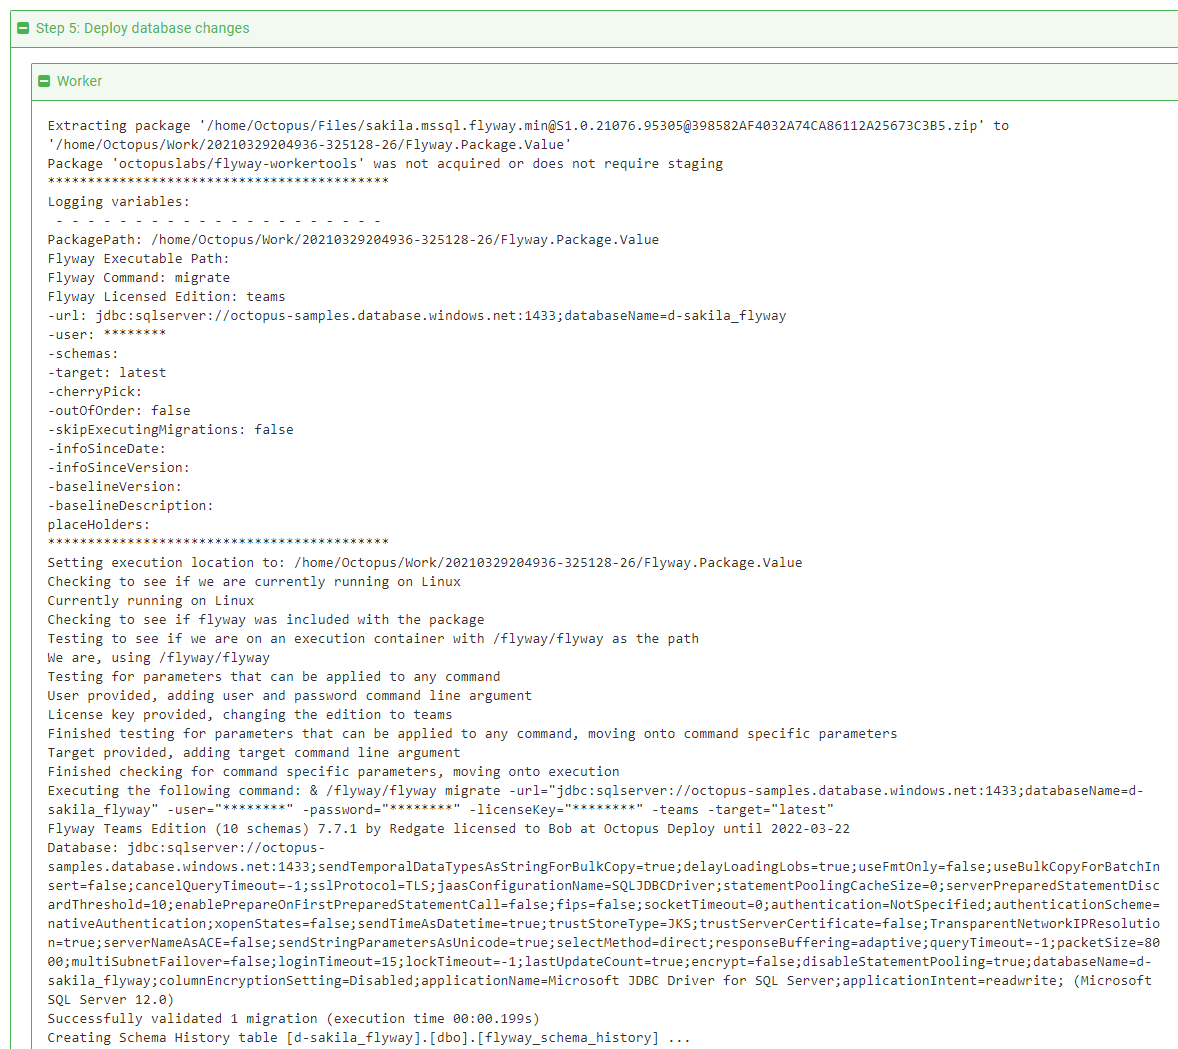 Step 5: Deploy database changes
Worker
Extracting package '/home/Octopus/Files/sakila.mssql.flyway.min@S1.0.21076.95305@398582AF4032A74CA86112A25673C3B5.zip' to
'/home/Octopus/Work/20210329204936-325128-26/Flyway.Package.Value'
Package 'octopuslabs/flyway-workertools' was not acquired or does not require staging
*******************************************
Logging variables:
- - - - - - - - - - - - - - - - - - - - -
PackagePath: /home/Octopus/Work/20210329204936-325128-26/Flyway.Package.Value
Flyway Executable Path:
Flyway Command: migrate
Flyway Licensed Edition: teams
-url: jdbc:sqlserver://octopus-samples.database.windows.net:1433;databaseName=d-sakila_flyway
-user: ********
-schemas:
-target: latest
-cherryPick:
-outOfOrder: false
-skipExecutingMigrations: false
-infoSinceDate:
-infoSinceVersion:
-baselineVersion:
-baselineDescription:
placeHolders:
*******************************************
Setting execution location to: /home/Octopus/Work/20210329204936-325128-26/Flyway.Package.Value
Checking to see if we are currently running on Linux
Currently running on Linux
Checking to see if flyway was included with the package
Testing to see if we are on an execution container with /flyway/flyway as the path
We are, using /flyway/flyway
Testing for parameters that can be applied to any command
User provided, adding user and password command line argument
License key provided, changing the edition to teams
Finished testing for parameters that can be applied to any command, moving onto command specific parameters
Target provided, adding target command line argument
Finished checking for command specific parameters, moving onto execution
Executing the following command: & /flyway/flyway migrate -url="jdbc:sqlserver://octopus-samples.database.windows.net:1433;databaseName=d-
sakila_flyway" -user="********" -password="********" -licenseKey="********" -teams -target="latest"
Flyway Teams Edition (10 schemas) 7.7.1 by Redgate licensed to Bob at Octopus Deploy until 2022-03-22
Database: jdbc:sqlserver://octopus-
samples.database.windows.net:1433;sendTemporalDataTypesAsStringForBulkCopy=true;delayLoadingLobs=true;useFmtOnly=false;useBulkCopyForBatchIn
sert=false;cancelQueryTimeout=-1;sslProtocol=TLS;jaasConfigurationName=SQLJDBCDriver;statementPoolingCacheSize=0;serverPreparedStatementDisc
ardThreshold=10;enablePrepareOnFirstPreparedStatementCall=false;fips=false;socketTimeout=0;authentication=NotSpecified;authenticationScheme=
nativeAuthentication;xopenStates=false;sendTimeAsDatetime=true;trustStoreType=JKS;trustServerCertificate=false;TransparentNetworkIPResolutio
n=true;serverNameAsACE=false;sendStringParametersAsUnicode=true;selectMethod=direct;responseBuffering=adaptive;queryTimeout=-1;packetSize=80
00;multiSubnetFailover=false;loginTimeout=15;lockTimeout=-1;lastUpdateCount=true;encrypt=false;disableStatementPooling=true;databaseName=d-
sakila_flyway;columnEncryptionSetting=Disabled;applicationName=Microsoft JDBC Driver for SQL Server;applicationIntent=readwrite; (Microsoft
SQL Server 12.0)
Successfully validated 1 migration (execution time 00:00.199s)
Creating Schema History table [d-sakila_flyway].[dbo].[flyway_schema_history] ...